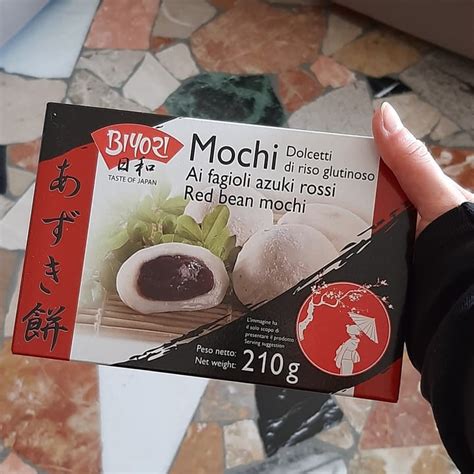 BIYORI
日和
TASTE OF JAPAN
Mochi
Dolcetti
di riso glutinoso
Ai fagioli azuki rossi
Red bean mochi
あずき餅
L'immagine ha
il solo scopo di
presentare il prodotto
Serving suggestion
Peso netto:
Net weight:
210g